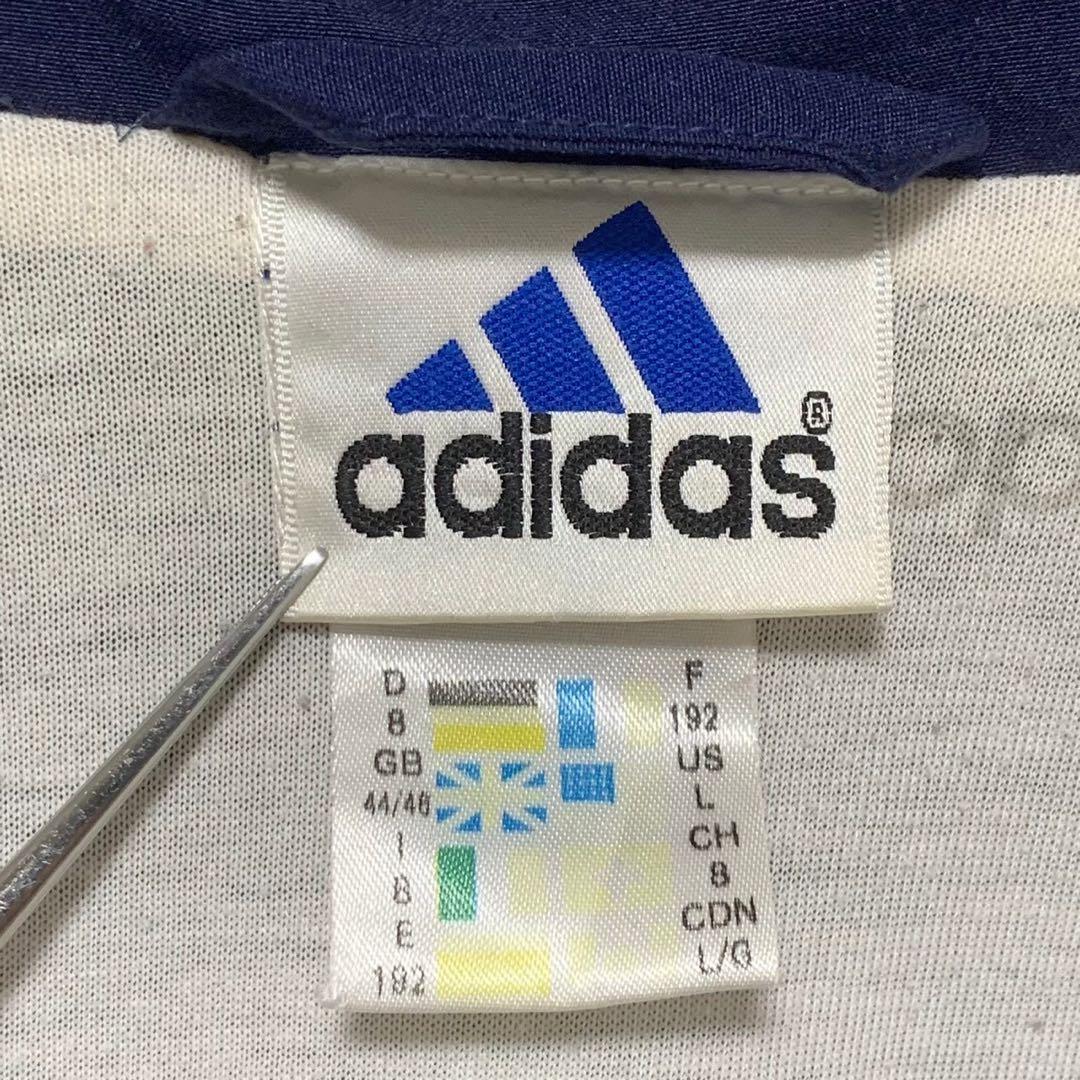 adidas®
D
8
GB
44/46
I
8
E
192
F
192
US
L
CH
8
CDN
L/G